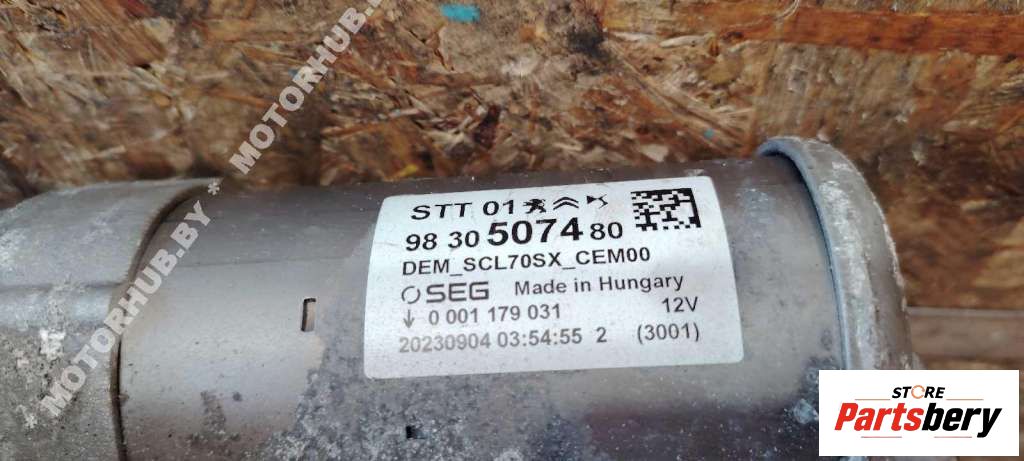 STT 01
98 30 5074 80
DEM_SCL70SX_CEM00
SEG Made in Hungary
0 001 179 031 12V
20230904 03:54:55 2 (3001)
MOTORHUB.BY * MOTORHUB.BY * MOTORHUB
STORE
Partsbery